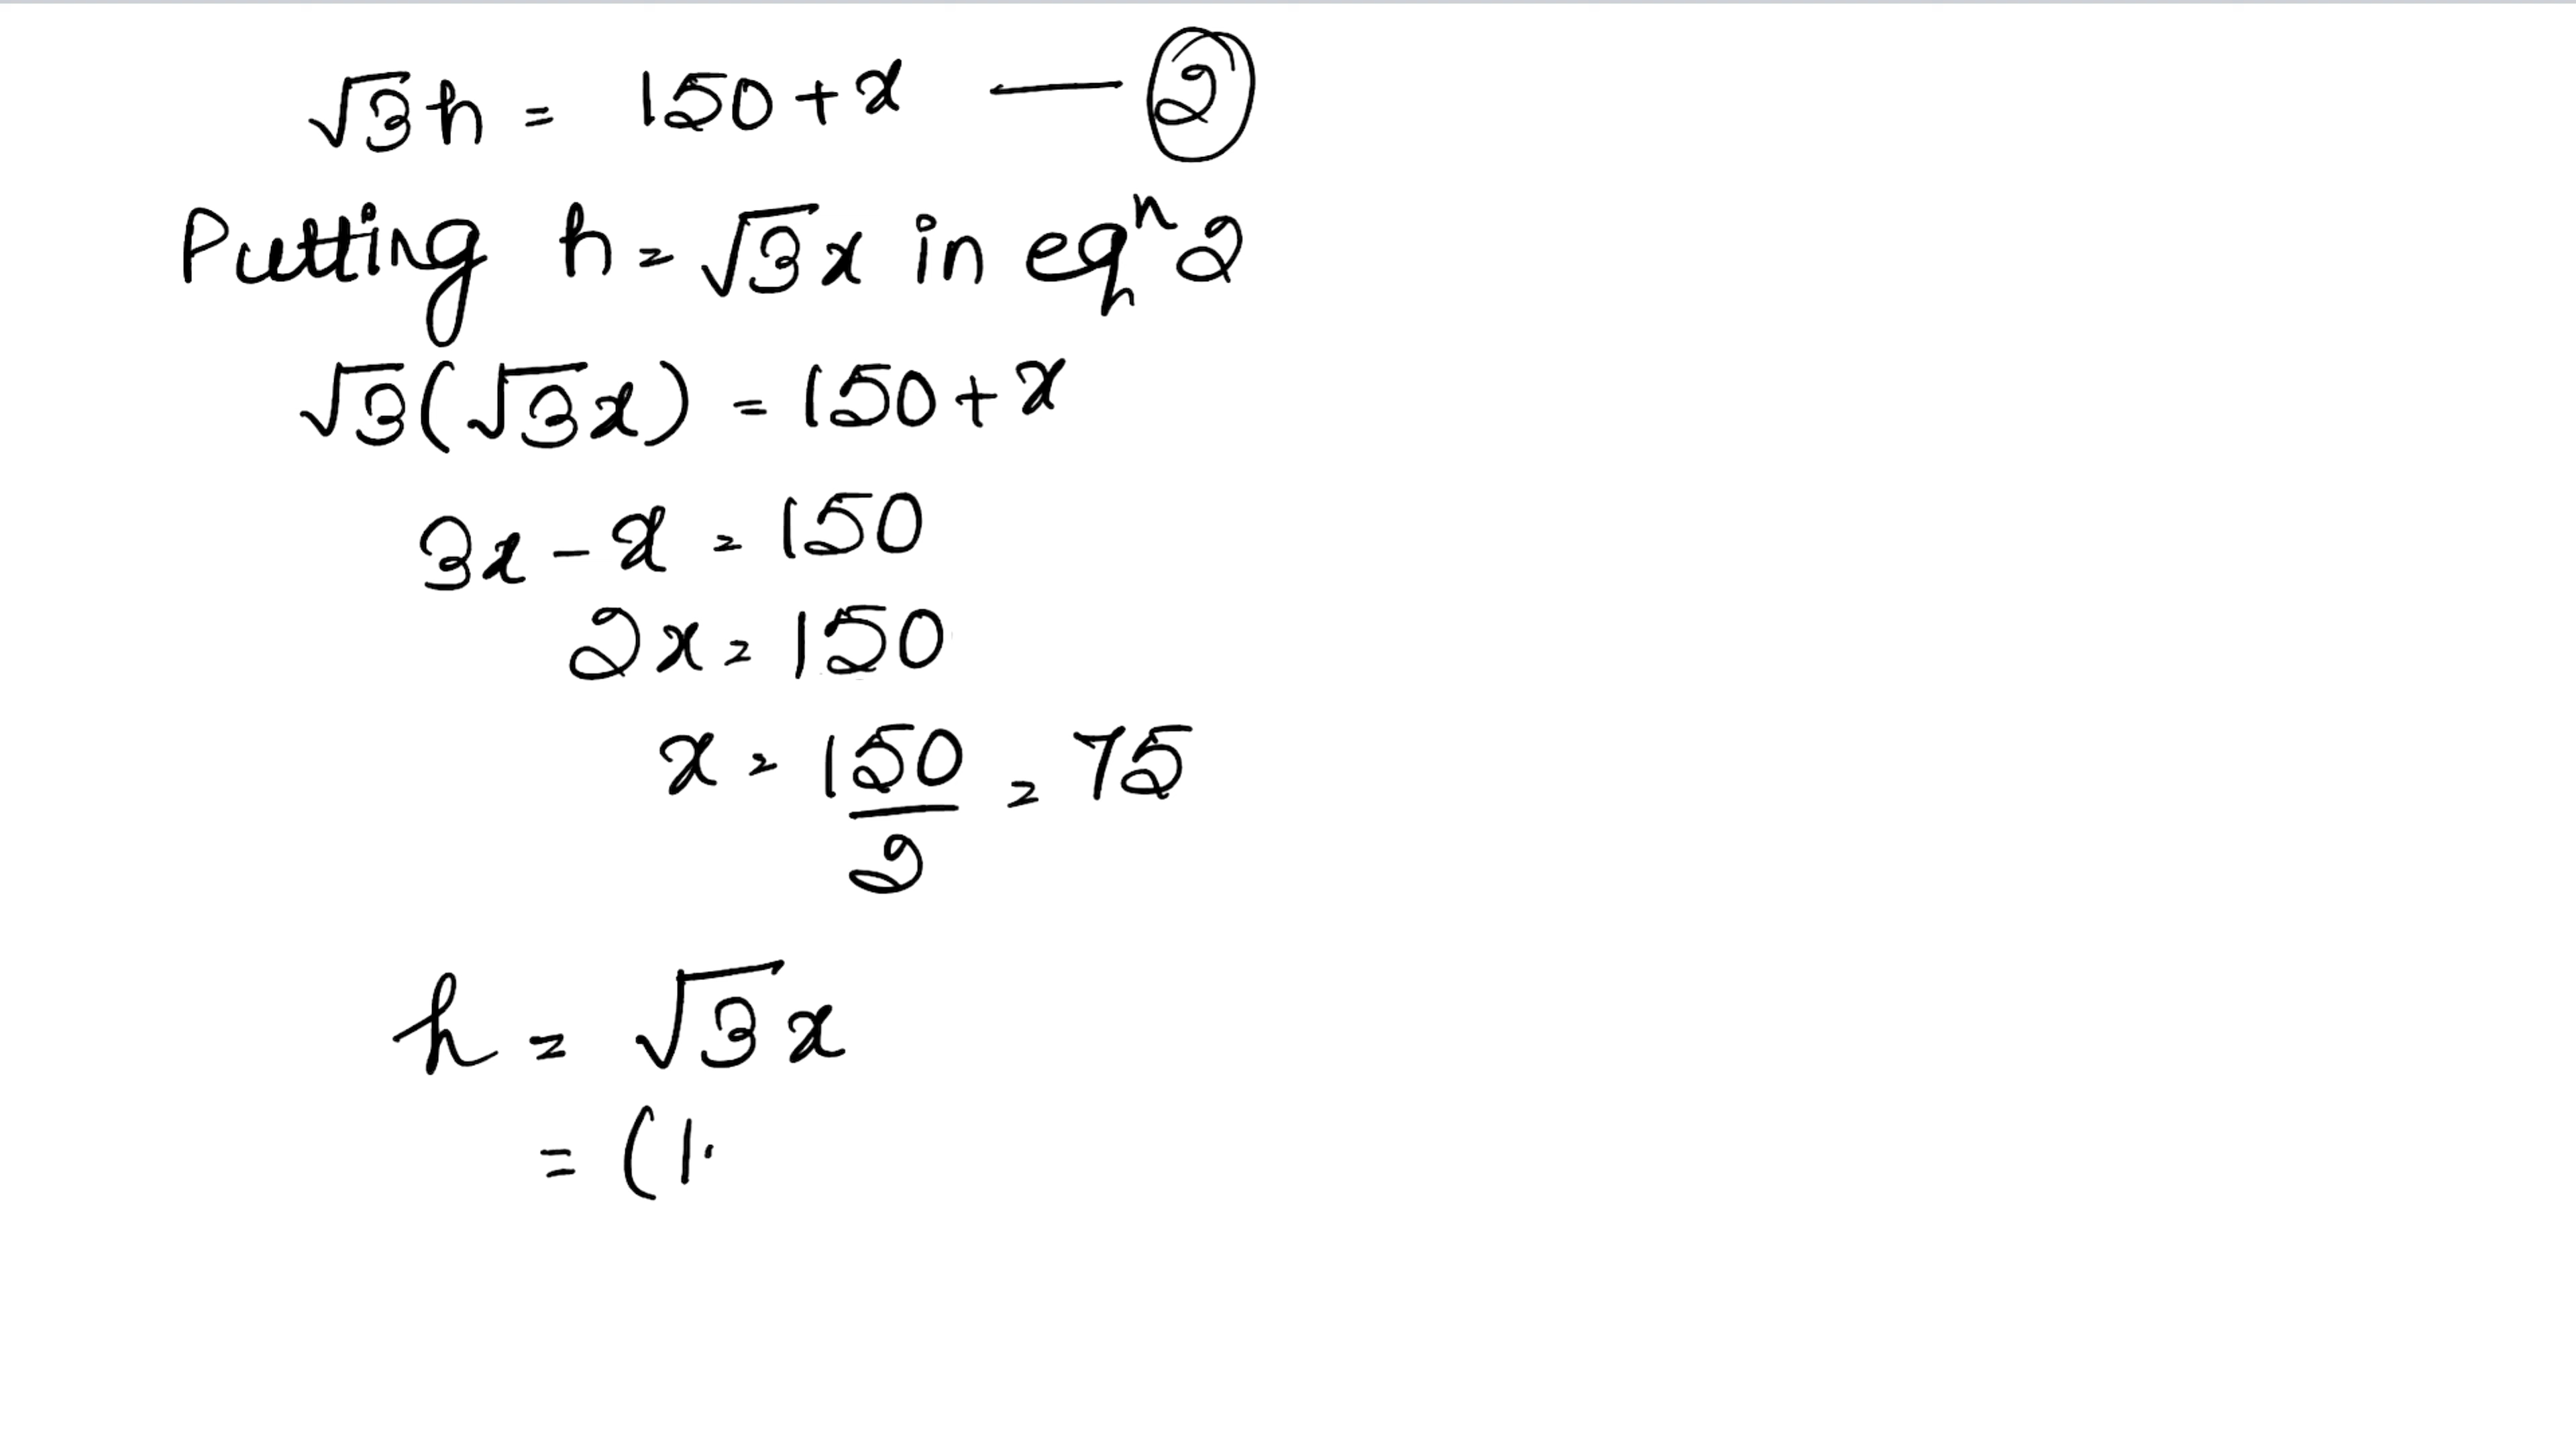 √3h = 150+x — ②
Putting h = √3x in eqⁿ 2
√3(√3x) = 150+x
3x - x = 150
2x = 150
x = 150/2 = 75
h = √3x
= (1.